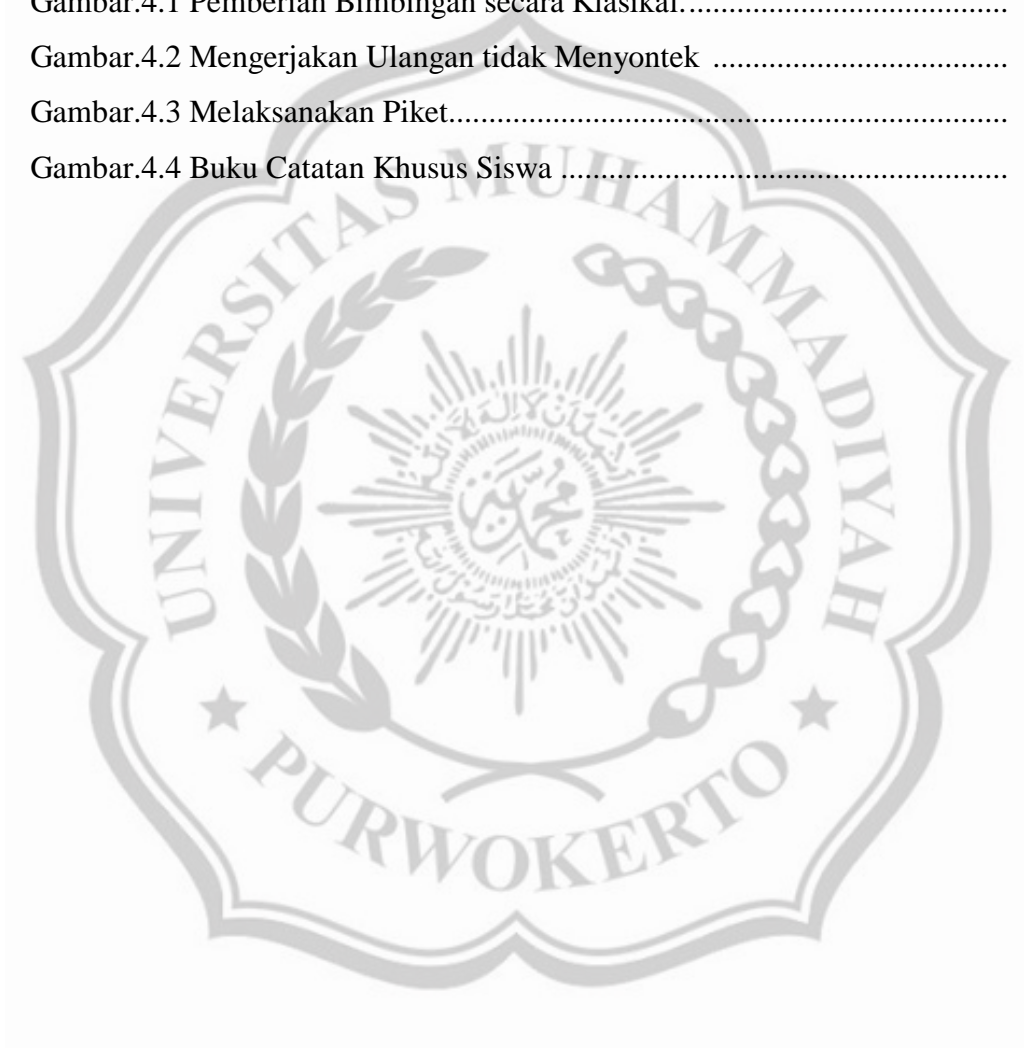 Gambar.4.1 Pemberian Bimbingan secara Klasikal......................................
Gambar.4.2 Mengerjakan Ulangan tidak Menyontek ....................................
Gambar.4.3 Melaksanakan Piket....................................................................
Gambar.4.4 Buku Catatan Khusus Siswa ......................................................
UNIVERSITAS MUHAMMADIYAH
محمدية
PURWOKERTO